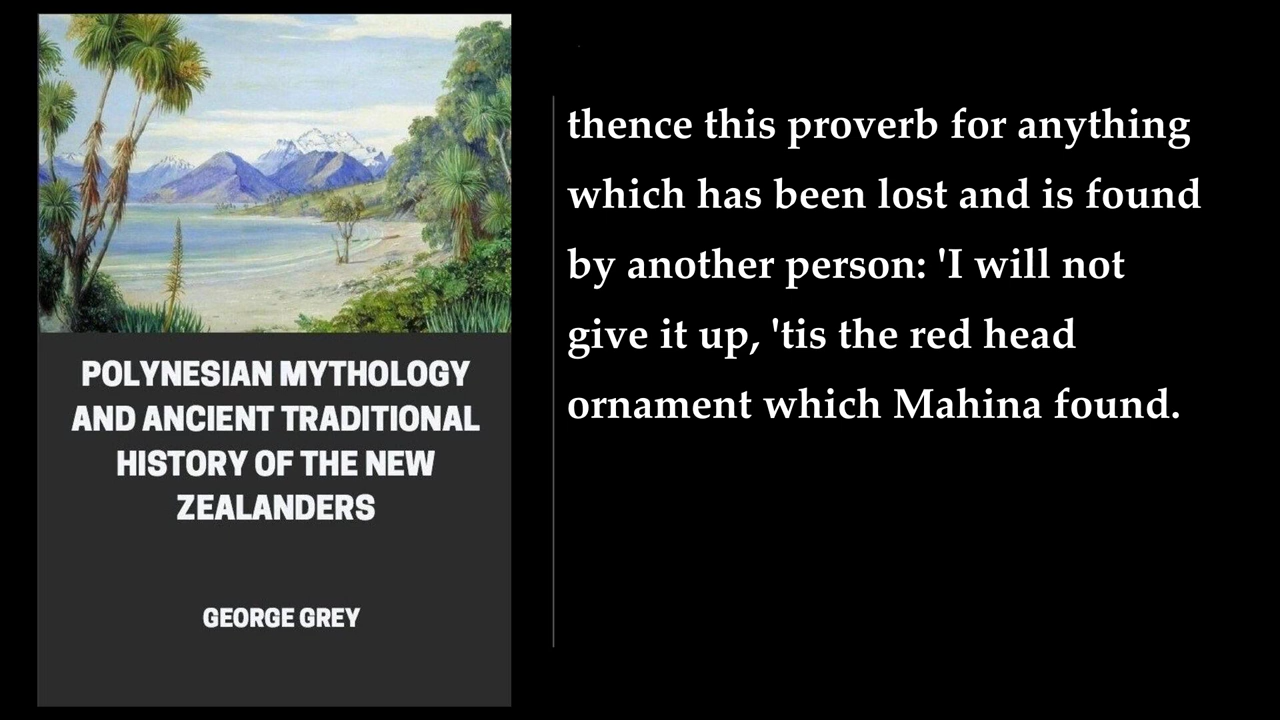 POLYNESIAN MYTHOLOGY
AND ANCIENT TRADITIONAL
HISTORY OF THE NEW
ZEALANDERS
GEORGE GREY
thence this proverb for anything
which has been lost and is found
by another person: 'I will not
give it up, 'tis the red head
ornament which Mahina found.